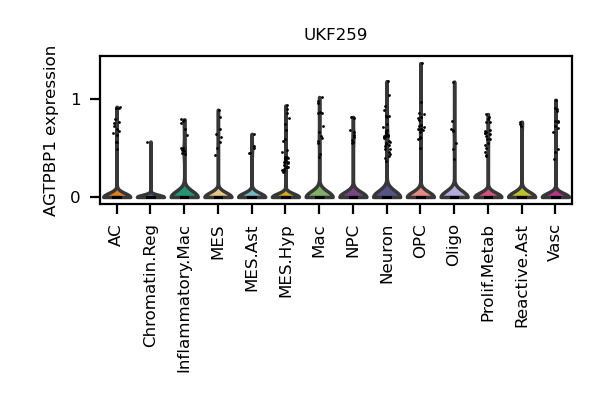 UKF259
AGTPBP1 expression
1
0
AC
Chromatin.Reg
Inflammatory.Mac
MES
MES.Ast
MES.Hyp
Mac
NPC
Neuron
OPC
Oligo
Prolif.Metab
Reactive.Ast
Vasc